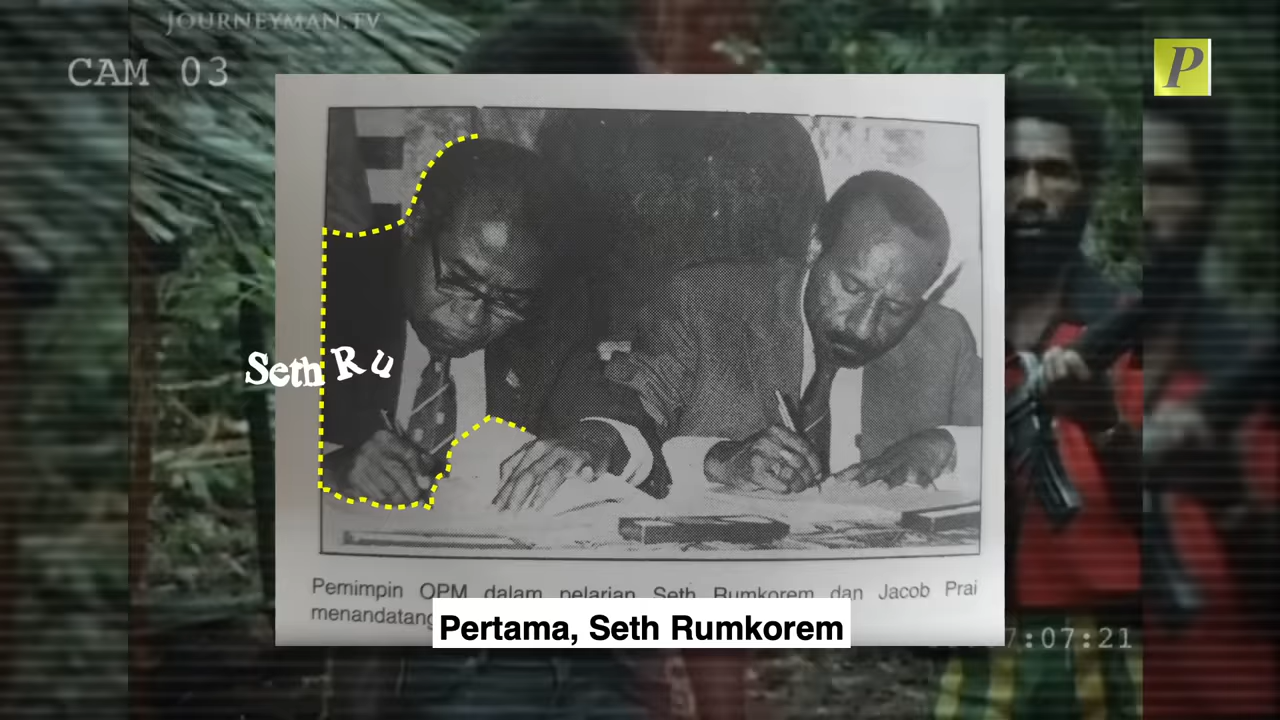 JOURNEYMAN.TV
CAM 03
P
Seth Ru
Pemimpin OPM dalam pelarian Seth Rumkorem dan Jacob Prai
menandatang
Pertama, Seth Rumkorem
7:07:21